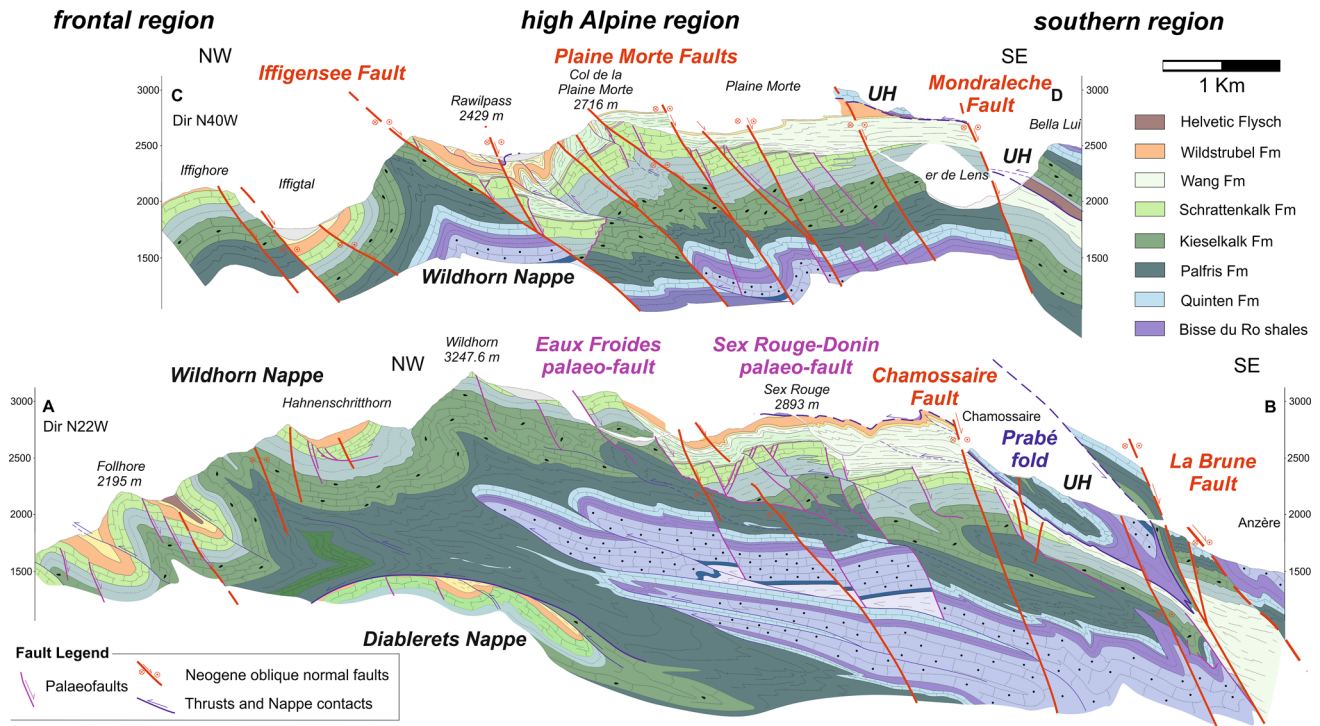 frontal region
high Alpine region
southern region
NW
SE
Iffigensee Fault
Plaine Morte Faults
Mondraleche
Fault
1 Km
3000
C
Dir N40W
2500
2000
1500
Iffighore
Iffigtal
Rawilpass
2429 m
Col de la
Plaine Morte
2716 m
Plaine Morte
UH
D
3000
Bella Lui
2500
UH
er de Lens
2000
1500
Wildhorn Nappe
Helvetic Flysch
Wildstrubel Fm
Wang Fm
Schrattenkalk Fm
Kieselkalk Fm
Palfris Fm
Quinten Fm
Bisse du Ro shales
Wildhorn Nappe
NW
SE
Wildhorn
3247.6 m
Eaux Froides
palaeo-fault
Sex Rouge-Donin
palaeo-fault
Sex Rouge
2893 m
Chamossaire
Fault
Chamossaire
Prabé
fold
UH
La Brune
Fault
Anzère
3000
A
Dir N22W
2500
2000
1500
Hahnenschritthorn
Follhore
2195 m
B
3000
2500
2000
1500
Diablerets Nappe
Fault Legend
Palaeofaults
Neogene oblique normal faults
Thrusts and Nappe contacts